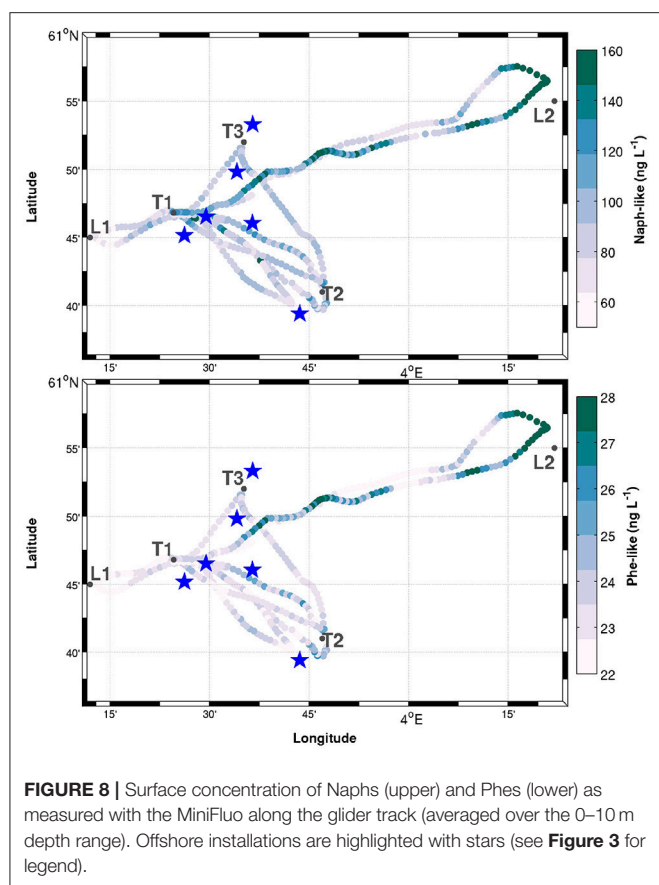 61°N
55'
50'
45'
40'
Latitude
T3
T1
L1
T2
L2
15'
30'
45'
4°E
15'
160
140
120
100
80
60
Naph-like (ng L⁻¹)
61°N
55'
50'
45'
40'
Latitude
T3
T1
L1
T2
L2
15'
30'
45'
4°E
15'
Longitude
28
27
26
25
24
23
22
Phe-like (ng L⁻¹)
FIGURE 8 | Surface concentration of Naphs (upper) and Phes (lower) as
measured with the MiniFluo along the glider track (averaged over the 0–10 m
depth range). Offshore installations are highlighted with stars (see Figure 3 for
legend).